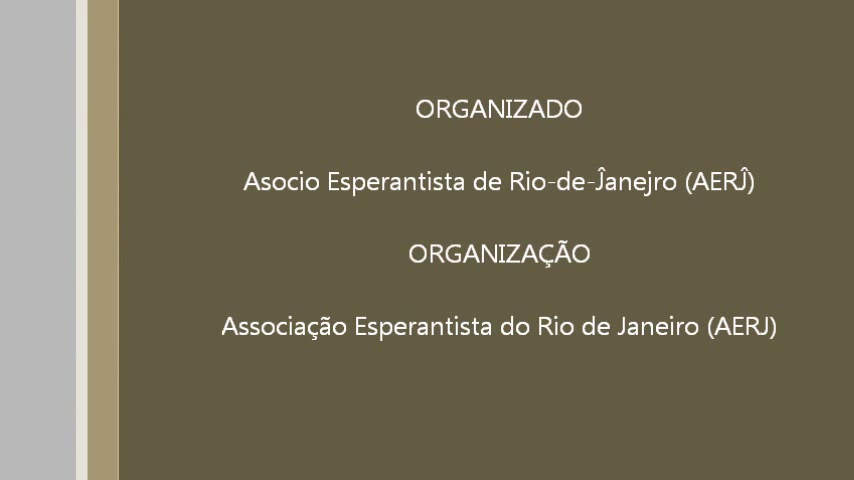 ORGANIZADO
Asocio Esperantista de Rio-de-Ĵanejro (AERĴ)
ORGANIZAÇÃO
Associação Esperantista do Rio de Janeiro (AERJ)